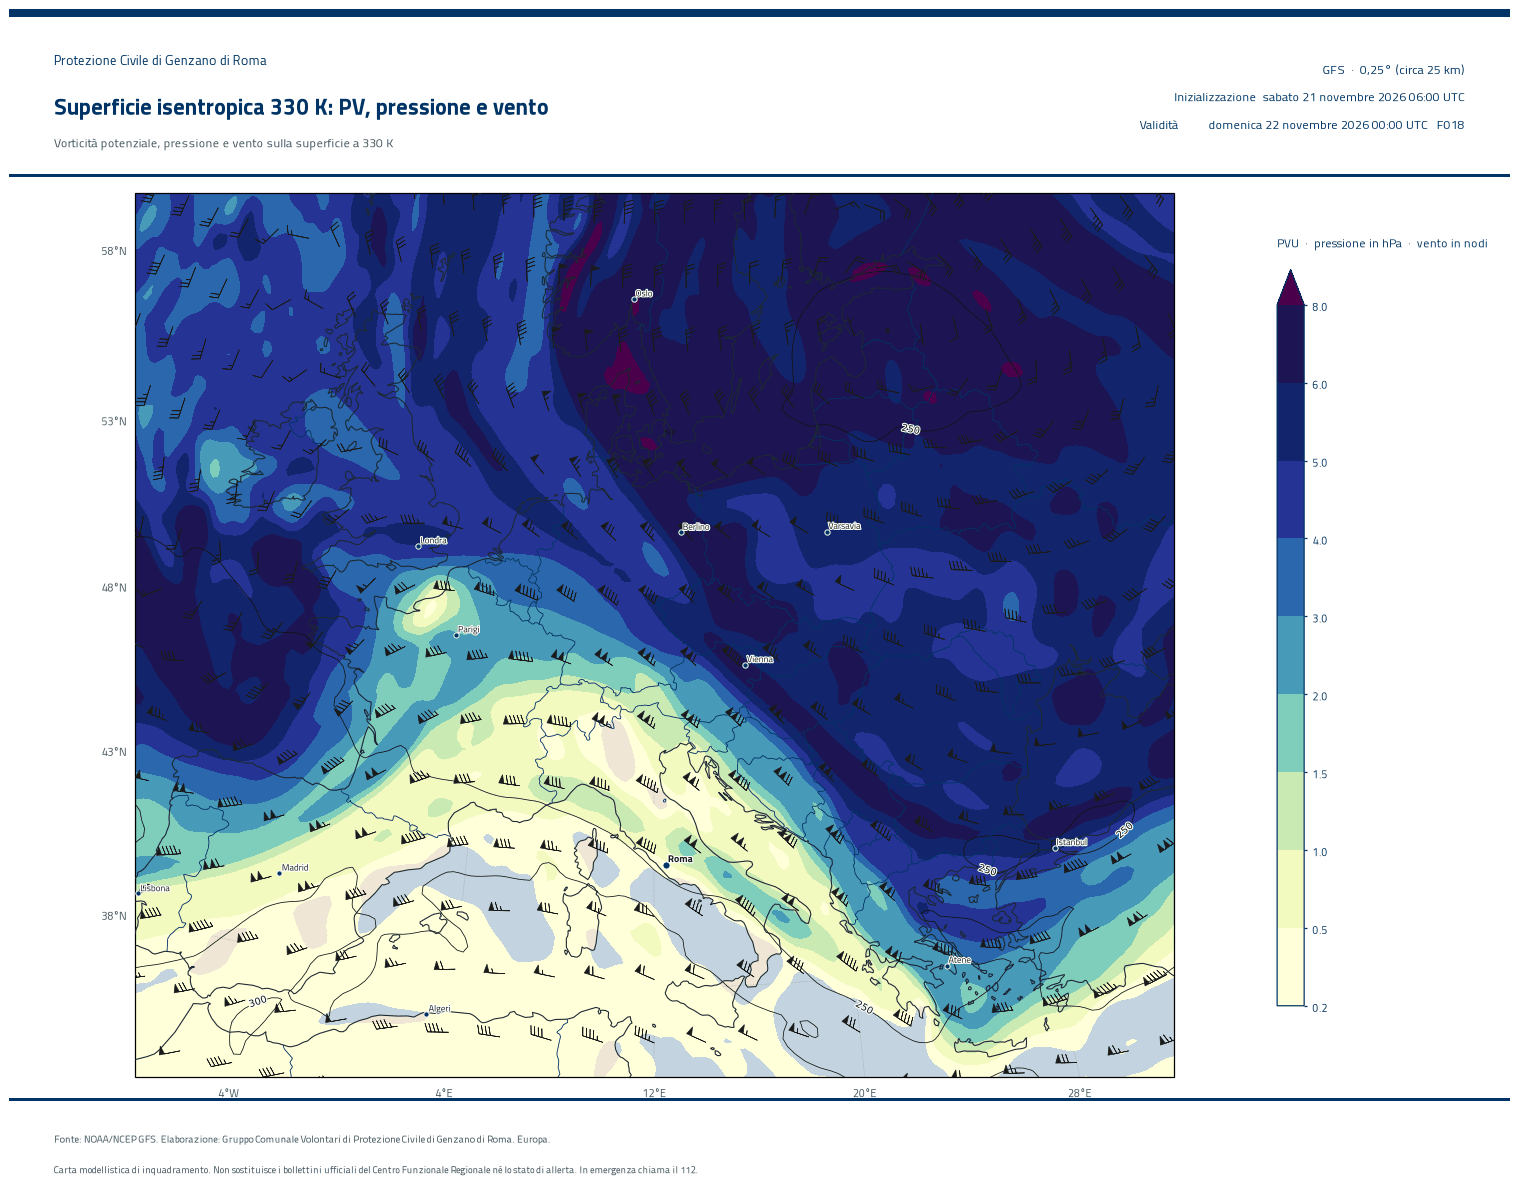 Protezione Civile di Genzano di Roma
Superficie isentropica 330 K: PV, pressione e vento
Vorticità potenziale, pressione e vento sulla superficie a 330 K
GFS · 0,25° (circa 25 km)
Inizializzazione sabato 21 novembre 2026 06:00 UTC
Validità domenica 22 novembre 2026 00:00 UTC F018
PVU · pressione in hPa · vento in nodi
8.0
6.0
5.0
4.0
3.0
2.0
1.5
1.0
0.5
0.2
58°N
53°N
48°N
43°N
38°N
4°W
4°E
12°E
20°E
28°E
Oslo
250
Berlino
Varsavia
Londra
Parigi
Vienna
250
Istanbul
Roma
250
Madrid
Lisbona
Atene
300
Algeri
250
Fonte: NOAA/NCEP GFS. Elaborazione: Gruppo Comunale Volontari di Protezione Civile di Genzano di Roma. Europa.
Carta modellistica di inquadramento. Non sostituisce i bollettini ufficiali del Centro Funzionale Regionale né lo stato di allerta. In emergenza chiama il 112.